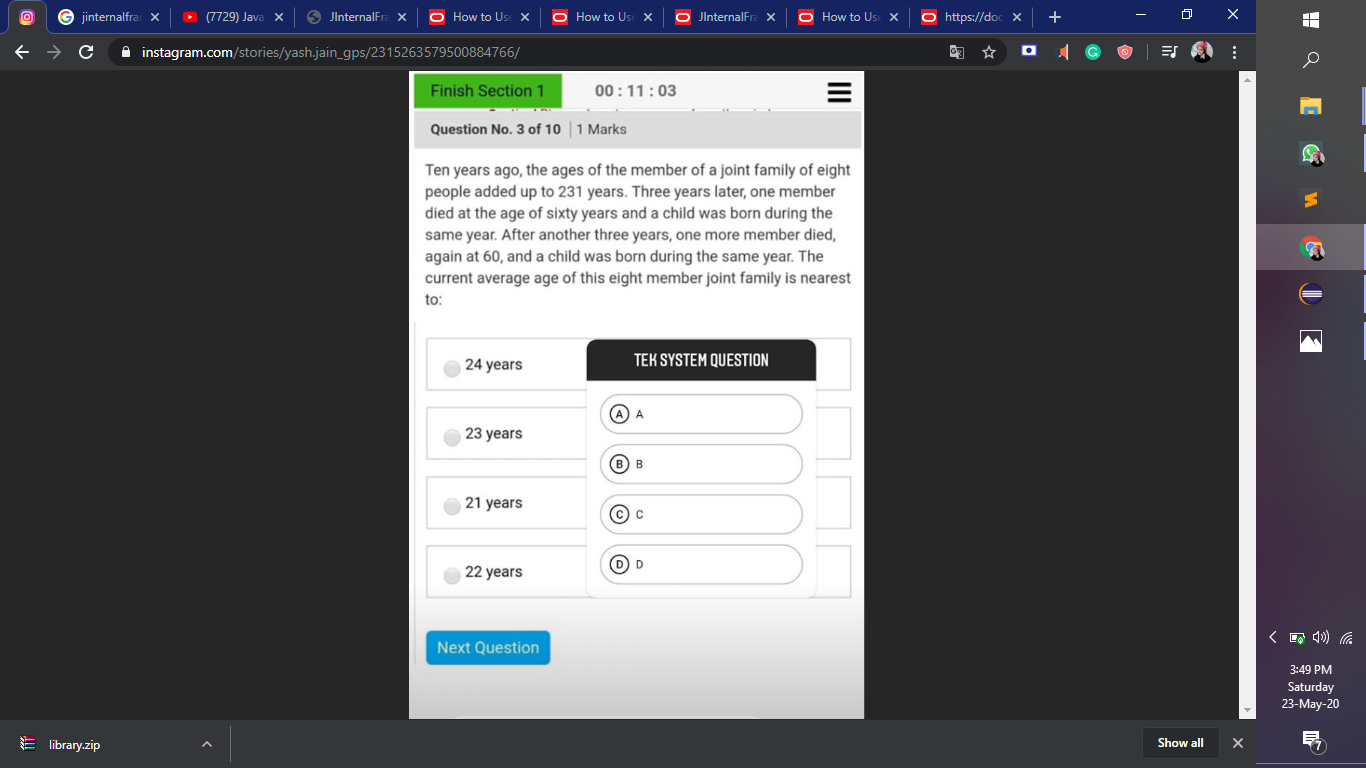 jinternalfra
(7729) Java
JInternalFra
How to Use
How to Use
JInternalFra
How to Use
https://doc
instagram.com/stories/yash.jain_gps/2315263579500884766/
Finish Section 1
00 : 11 : 03
Question No. 3 of 10
1 Marks
Ten years ago, the ages of the member of a joint family of eight
people added up to 231 years. Three years later, one member
died at the age of sixty years and a child was born during the
same year. After another three years, one more member died,
again at 60, and a child was born during the same year. The
current average age of this eight member joint family is nearest
to:
24 years
TEK SYSTEM QUESTION
A A
23 years
B B
21 years
C C
22 years
D D
Next Question
3:49 PM
Saturday
23-May-20
library.zip
Show all
7